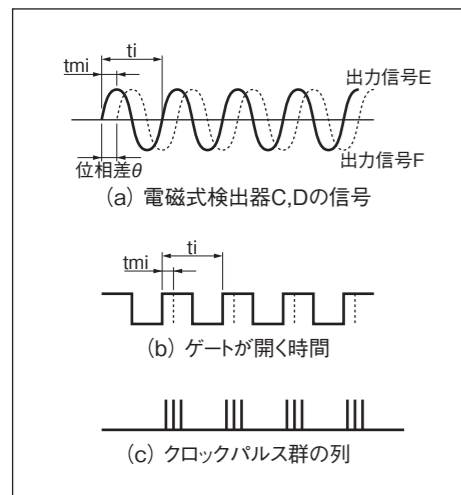 ti
tmi
出力信号E
出力信号F
位相差θ
(a) 電磁式検出器C,Dの信号
ti
tmi
(b) ゲートが開く時間
(c) クロックパルス群の列